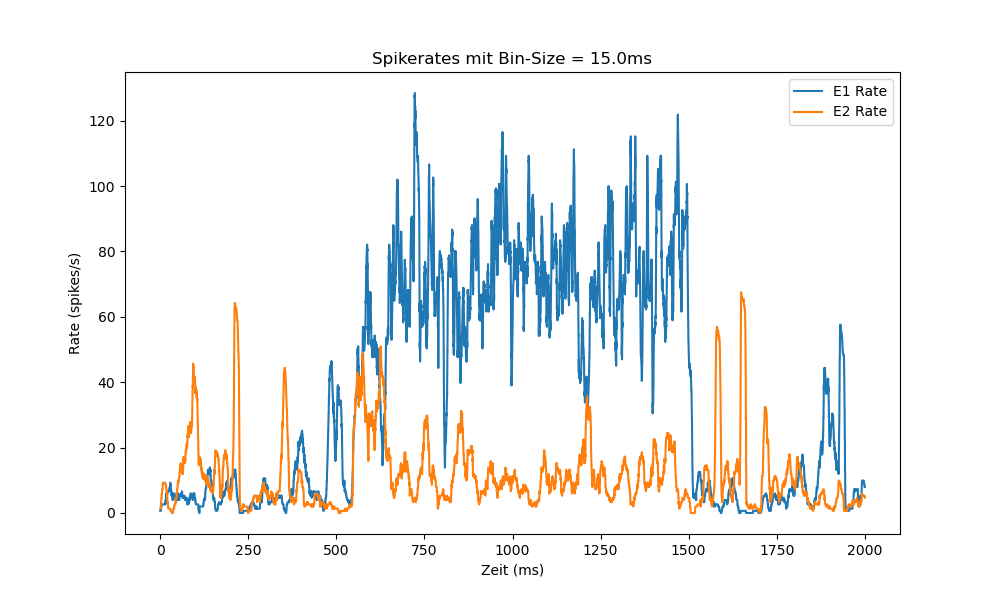 Spikerates mit Bin-Size = 15.0ms
E1 Rate
E2 Rate
Rate (spikes/s)
120
100
80
60
40
20
0
0 250 500 750 1000 1250 1500 1750 2000
Zeit (ms)